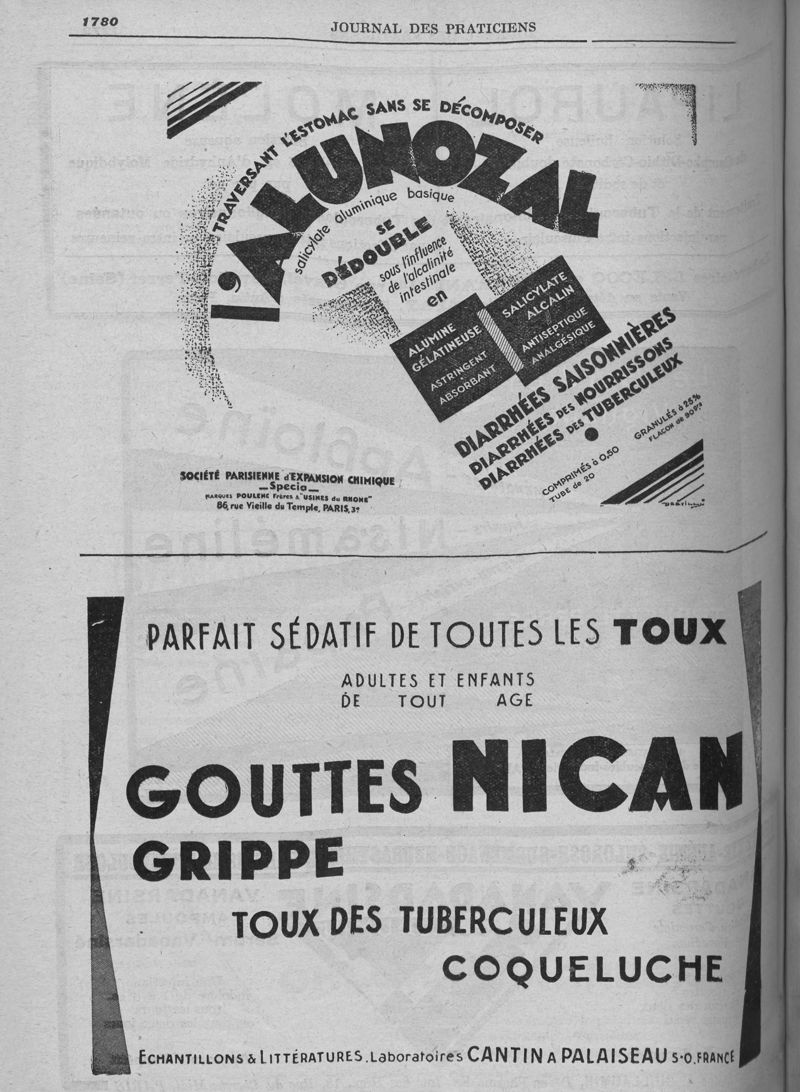 1780
JOURNAL DES PRATICIENS
TRAVERSANT L'ESTOMAC SANS SE DÉCOMPOSER
l'ALUNOZAL
salicylate aluminique basique
SE
DÉDOUBLE
sous l'influence
de l'alcalinité
intestinale
en
ALUMINE
GÉLATINEUSE
ASTRINGENT
ABSORBANT
SALICYLATE
ALCALIN
ANTISEPTIQUE
ANALGÉSIQUE
DIARRHÉES SAISONNIÈRES
DIARRHÉES DES NOURRISSONS
DIARRHÉES DES TUBERCULEUX
COMPRIMÉS à 0.50
TUBE de 20
GRANULÉS à 25%
FLACON de 90 grs
SOCIÉTÉ PARISIENNE d'EXPANSION CHIMIQUE
_Specia_
MARQUES POULENC Frères & "USINES du RHONE"
86, rue Vieille du Temple, PARIS, 3e
PARFAIT SÉDATIF DE TOUTES LES TOUX
ADULTES ET ENFANTS
DE TOUT AGE
GOUTTES NICAN
GRIPPE
TOUX DES TUBERCULEUX
COQUELUCHE
ECHANTILLONS & LITTÉRATURES. Laboratoires CANTIN A PALAISEAU S-O. FRANCE